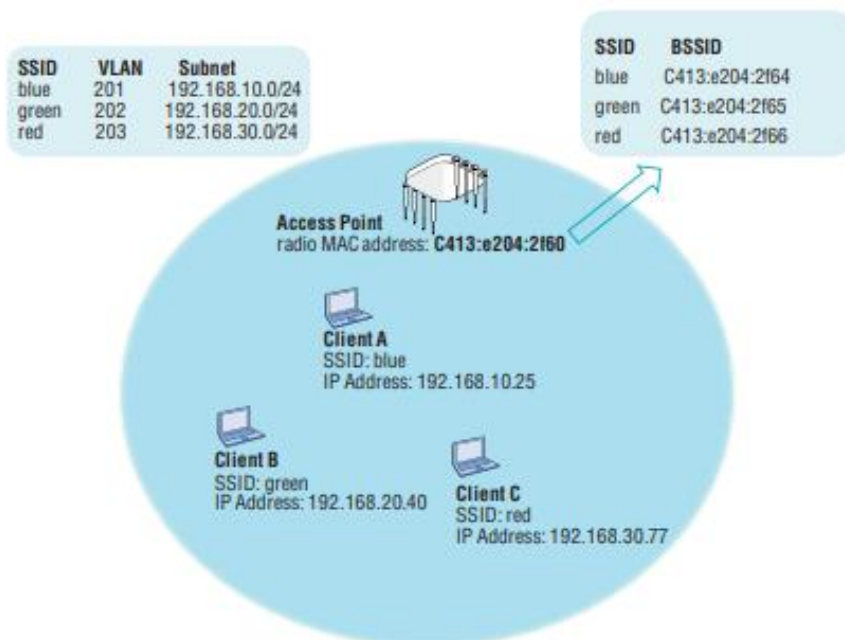 SSID VLAN Subnet
blue 201 192.168.10.0/24
green 202 192.168.20.0/24
red 203 192.168.30.0/24
SSID BSSID
blue C413:e204:2f64
green C413:e204:2f65
red C413:e204:2f66
Access Point
radio MAC address: C413:e204:2f60
Client A
SSID: blue
IP Address: 192.168.10.25
Client B
SSID: green
IP Address: 192.168.20.40
Client C
SSID: red
IP Address: 192.168.30.77